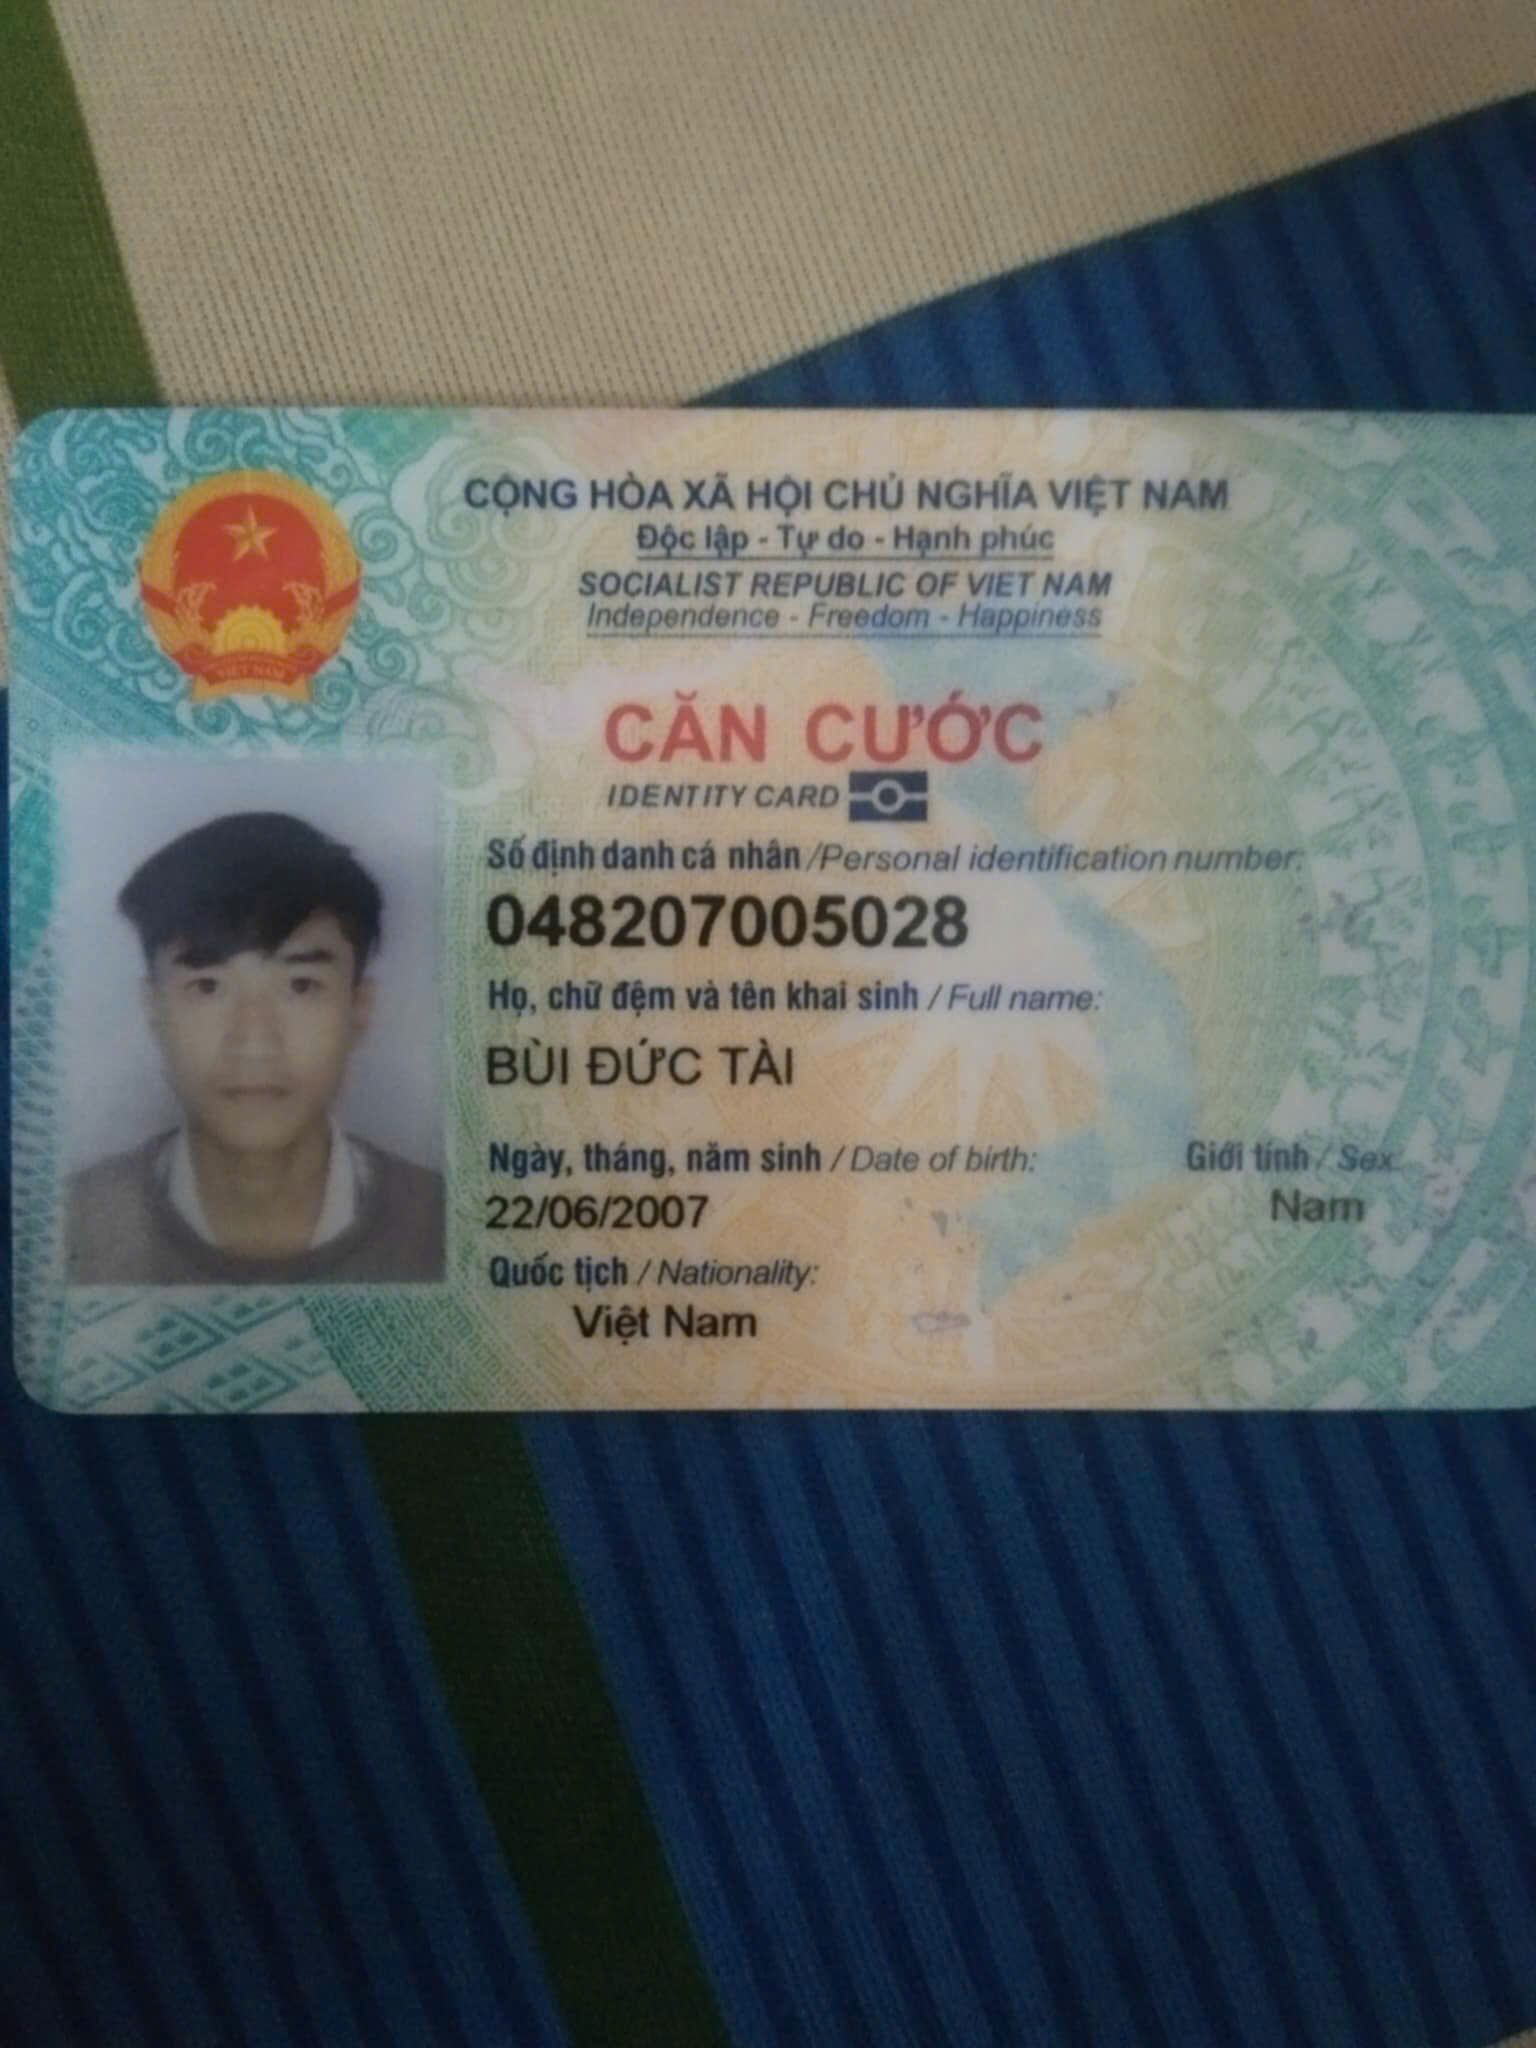 CỘNG HÒA XÃ HỘI CHỦ NGHĨA VIỆT NAM
Độc lập - Tự do - Hạnh phúc
SOCIALIST REPUBLIC OF VIET NAM
Independence - Freedom - Happiness
VIỆT NAM
CĂN CƯỚC
IDENTITY CARD
Số định danh cá nhân / Personal identification number:
048207005028
Họ, chữ đệm và tên khai sinh / Full name:
BÙI ĐỨC TÀI
Ngày, tháng, năm sinh / Date of birth:
22/06/2007
Giới tính / Sex
Nam
Quốc tịch / Nationality:
Việt Nam